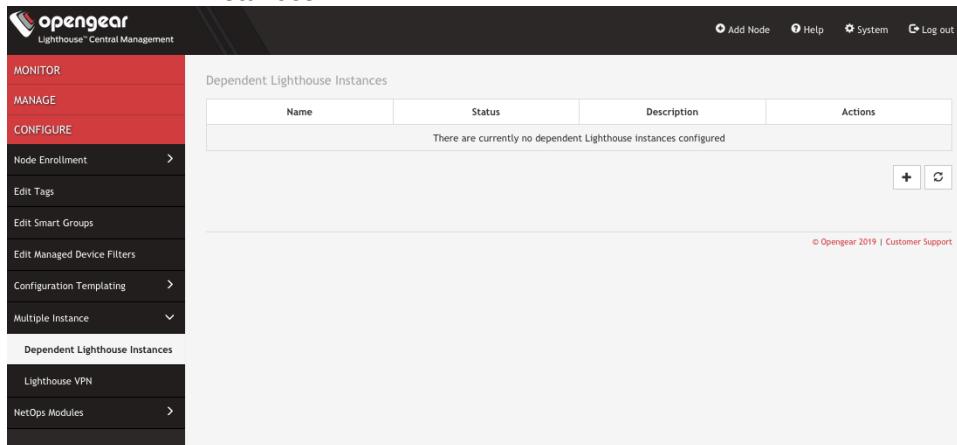 opengear
Lighthouse™ Central Management
Add Node Help System Log out
MONITOR
MANAGE
CONFIGURE
Node Enrollment
Edit Tags
Edit Smart Groups
Edit Managed Device Filters
Configuration Templating
Multiple Instance
Dependent Lighthouse Instances
Lighthouse VPN
NetOps Modules
Dependent Lighthouse Instances
Name Status Description Actions
There are currently no dependent Lighthouse instances configured
© Opengear 2019 | Customer Support